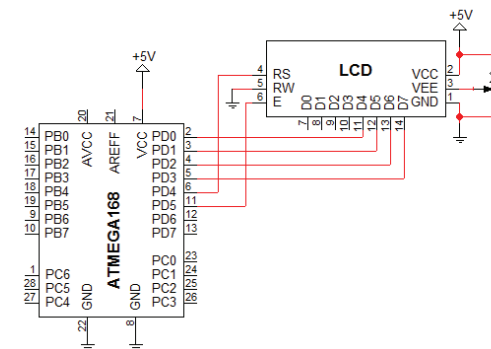 +5V
+5V
LCD
4 RS
5 RW
6 E
VCC 2
VEE 3
GND 1
D0 D1 D2 D3 D4 D5 D6 D7
7 8 9 10 11 12 13 14
20 21 7
AVCC AREFF VCC
14 PB0
15 PB1
16 PB2
17 PB3
18 PB4
19 PB5
9 PB6
10 PB7
1 PC6
28 PC5
27 PC4
ATMEGA168
PD0 2
PD1 3
PD2 4
PD3 5
PD4 6
PD5 11
PD6 12
PD7 13
PC0 23
PC1 24
PC2 25
PC3 26
GND GND
22 8